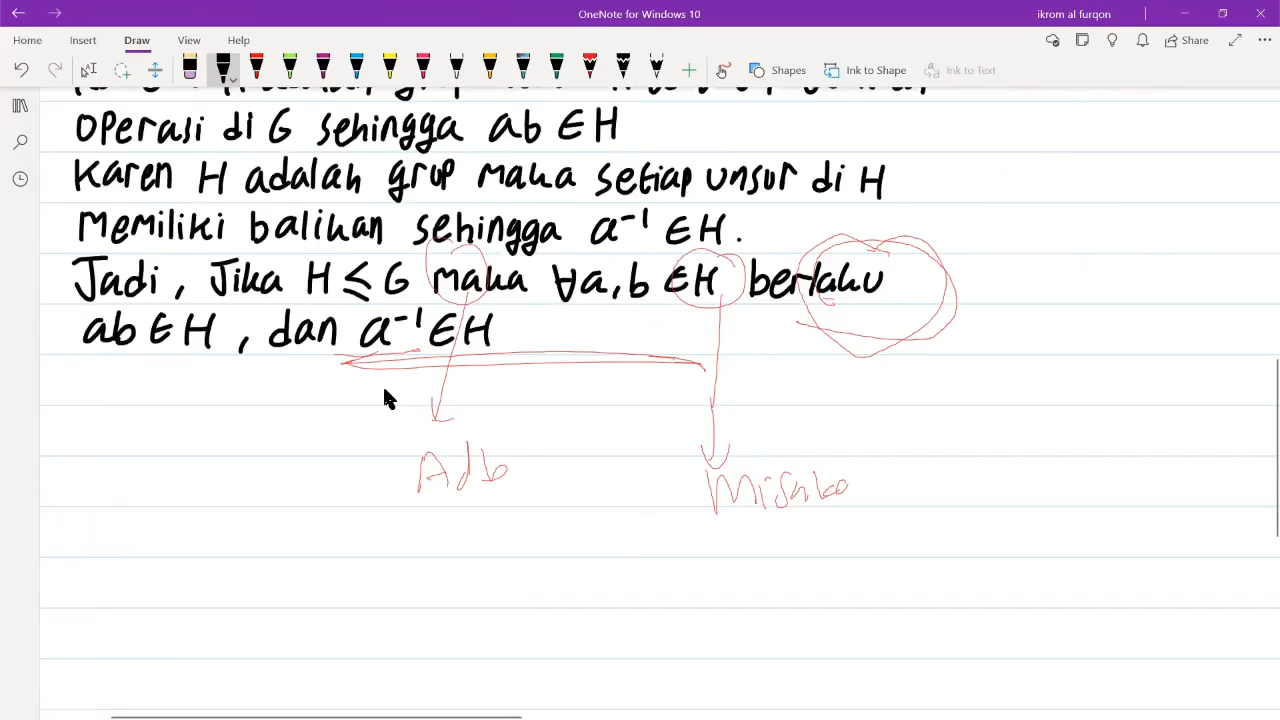 OneNote for Windows 10
ikrom al furqon
Home Insert Draw View Help
Share
Shapes
Ink to Shape
Ink to Text
operasi di G sehingga ab ∈ H
Karen H adalah grup maka setiap unsur di H
Memiliki balikan sehingga a⁻¹ ∈ H.
Jadi, Jika H ≤ G maka ∀a, b ∈ H berlaku
ab ∈ H, dan a⁻¹ ∈ H